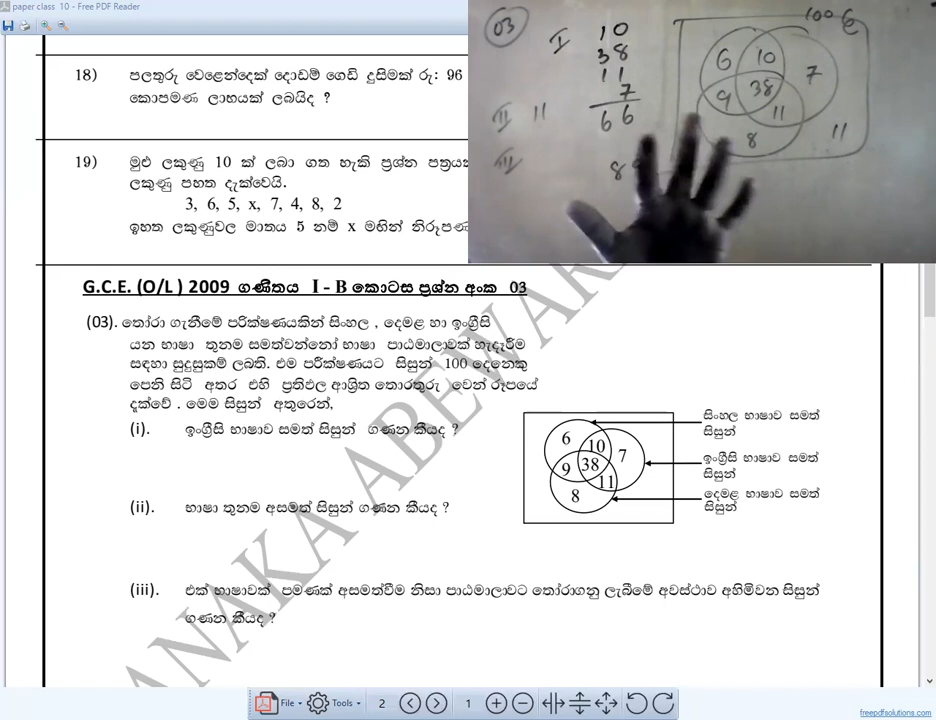 paper class 10 - Free PDF Reader
18) පලතුරු වෙළෙන්දෙක් දොඩම් ගෙඩි දුසිමක් රු: 96
කොපමණ ලාභයක් ලබයිද ?
19) මුළු ලකුණු 10 ක් ලබා ගත හැකි ප්‍රශ්න පත්‍රයක
ලකුණු පහත දැක්වෙයි.
3, 6, 5, x, 7, 4, 8, 2
ඉහත ලකුණුවල මාතය 5 නම් x මඟින් නිරූපණ
03
I 10
38
11
7
66
II 11
III
8
100 ε
6 10 7
9 38
11
8 11
G.C.E. (O/L ) 2009 ගණිතය I - B කොටස ප්‍රශ්න අංක 03
(03). තෝරා ගැනීමේ පරික්ෂණයකින් සිංහල , දෙමළ හා ඉංග්‍රීසි
යන භාෂා තුනම සමත්වන්නෝ භාෂා පාඨමාලාවක් හැදෑරීම
සඳහා සුදුසුකම් ලබති. එම පරීක්ෂණයට සිසුන් 100 දෙනෙකු
පෙනි සිටි අතර එහි ප්‍රතිඵල ආශ්‍රිත තොරතුරු වෙන් රූපයේ
දැක්වේ . මෙම සිසුන් අතුරෙන්,
(i). ඉංග්‍රීසි භාෂාව සමත් සිසුන් ගණන කීයද ?
(ii). භාෂා තුනම අසමත් සිසුන් ගණන කීයද ?
6 10 7
9 38
11
8
සිංහල භාෂාව සමත්
සිසුන්
ඉංග්‍රීසි භාෂාව සමත්
සිසුන්
දෙමළ භාෂාව සමත්
සිසුන්
(iii). එක් භාෂාවක් පමණක් අසමත්වීම නිසා පාඨමාලාවට තෝරාගනු ලැබීමේ අවස්ථාව අහිමිවන සිසුන්
ගණන කීයද ?
ANAKA ABEWAR
File Tools 2 1
freepdfsolutions.com